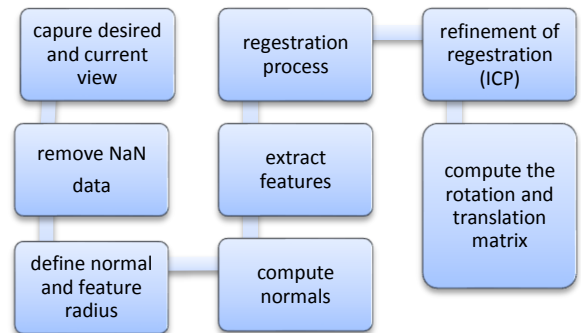 capure desired
and current
view
remove NaN
data
define normal
and feature
radius
compute
normals
extract
features
regestration
process
refinement of
regestration
(ICP)
compute the
rotation and
translation
matrix